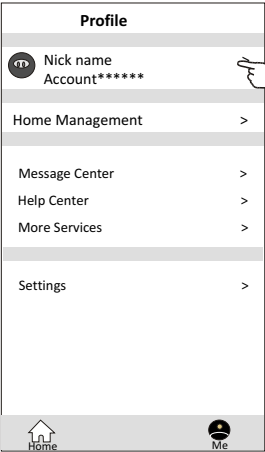 Profile
Nick name
Account******
Home Management >
Message Center >
Help Center >
More Services >
Settings >
Home Me